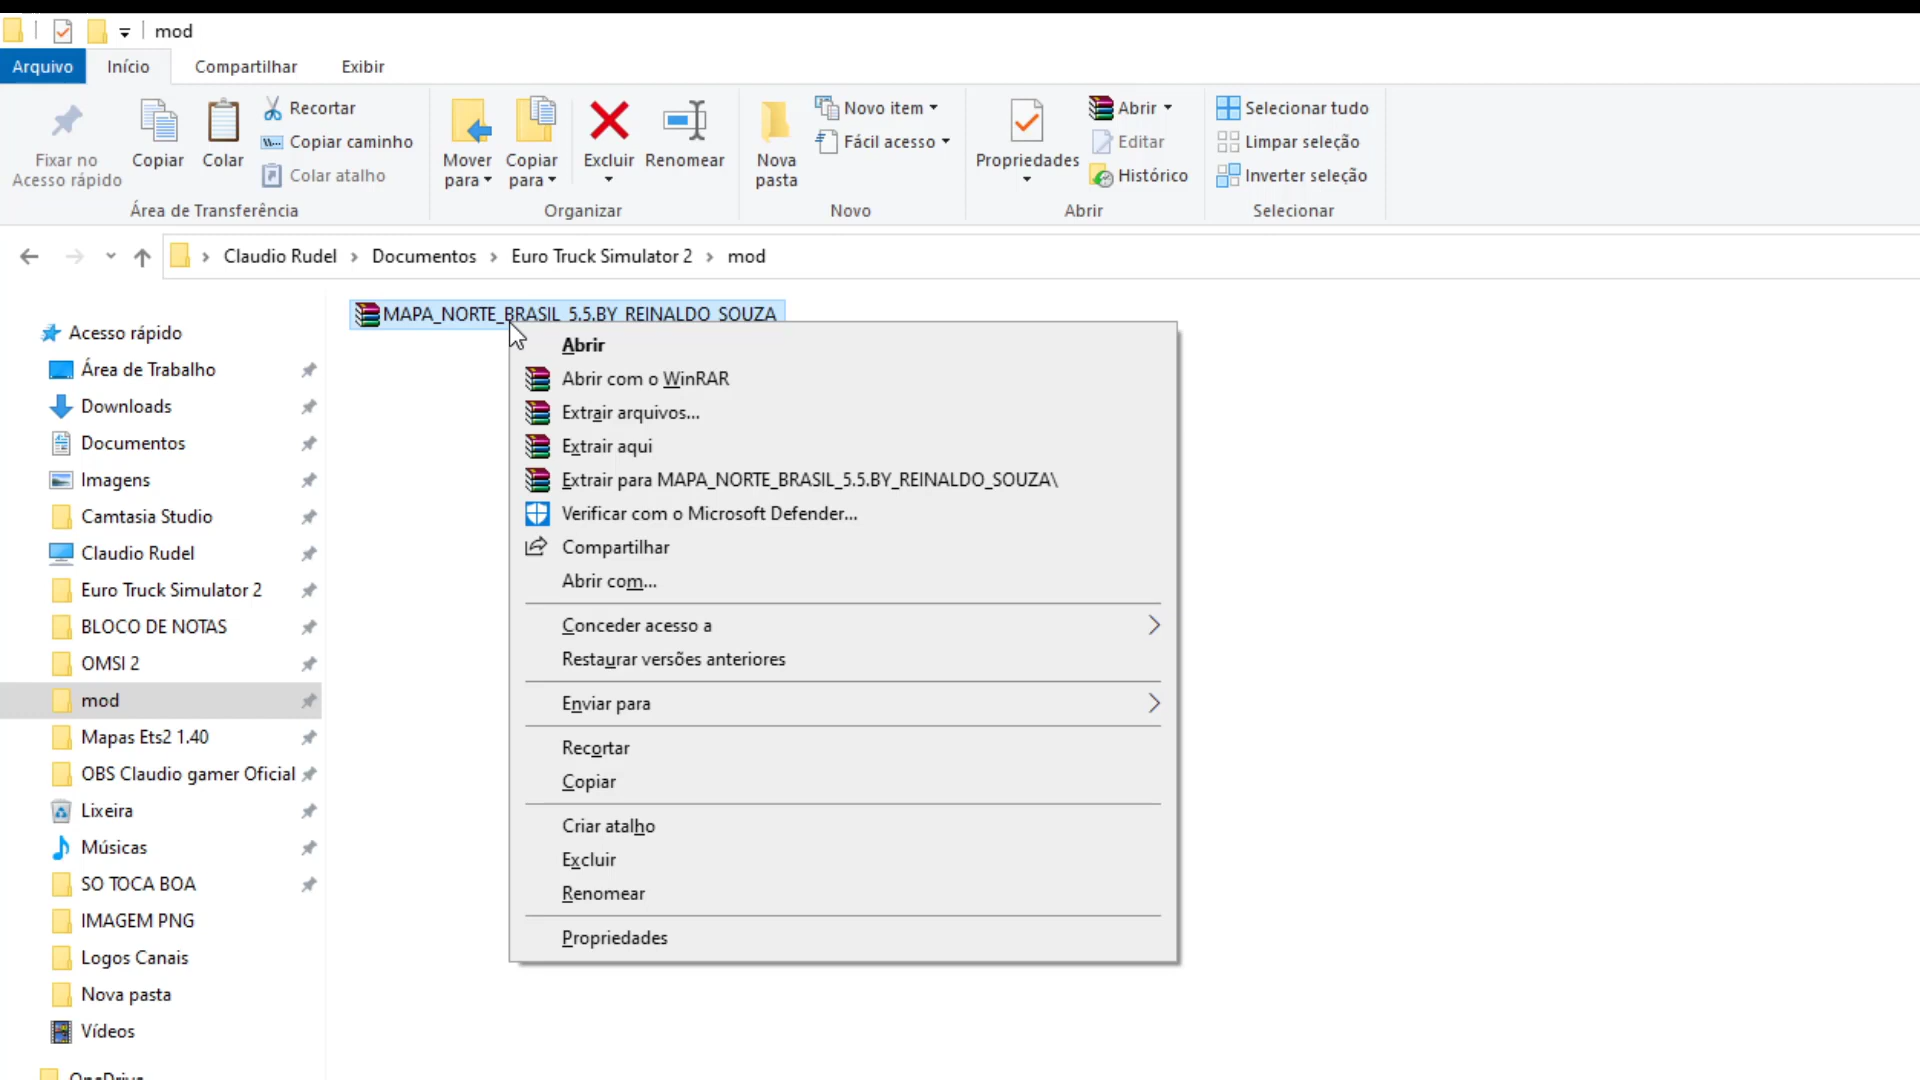 mod
Arquivo
Início
Compartilhar
Exibir
Fixar no
Acesso rápido
Copiar
Colar
Recortar
Copiar caminho
Colar atalho
Área de Transferência
Mover
para
Copiar
para
Excluir
Renomear
Organizar
Nova
pasta
Novo item
Fácil acesso
Novo
Propriedades
Abrir
Editar
Histórico
Abrir
Selecionar tudo
Limpar seleção
Inverter seleção
Selecionar
Claudio Rudel > Documentos > Euro Truck Simulator 2 > mod
Acesso rápido
Área de Trabalho
Downloads
Documentos
Imagens
Camtasia Studio
Claudio Rudel
Euro Truck Simulator 2
BLOCO DE NOTAS
OMSI 2
mod
Mapas Ets2 1.40
OBS Claudio gamer Oficial
Lixeira
Músicas
SO TOCA BOA
IMAGEM PNG
Logos Canais
Nova pasta
Vídeos
OneDrive
MAPA_NORTE_BRASIL_5.5.BY_REINALDO_SOUZA
Abrir
Abrir com o WinRAR
Extrair arquivos...
Extrair aqui
Extrair para MAPA_NORTE_BRASIL_5.5.BY_REINALDO_SOUZA\
Verificar com o Microsoft Defender...
Compartilhar
Abrir com...
Conceder acesso a
Restaurar versões anteriores
Enviar para
Recortar
Copiar
Criar atalho
Excluir
Renomear
Propriedades